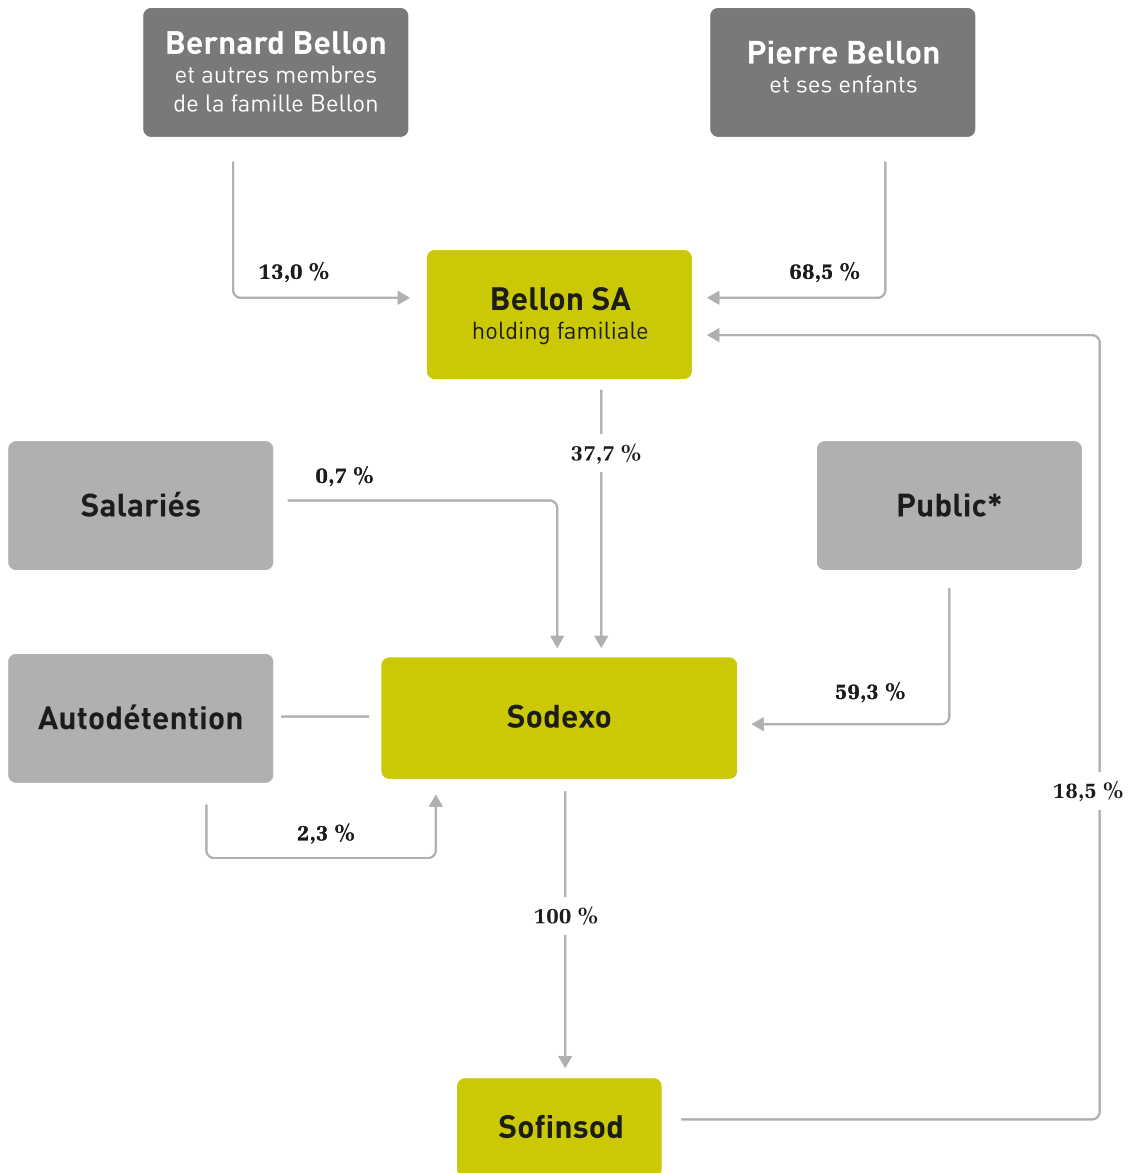 Bernard Bellon
et autres membres
de la famille Bellon
Pierre Bellon
et ses enfants
13,0 %
68,5 %
Bellon SA
holding familiale
37,7 %
0,7 %
Salariés
Public*
59,3 %
Autodétention
Sodexo
18,5 %
2,3 %
100 %
Sofinsod